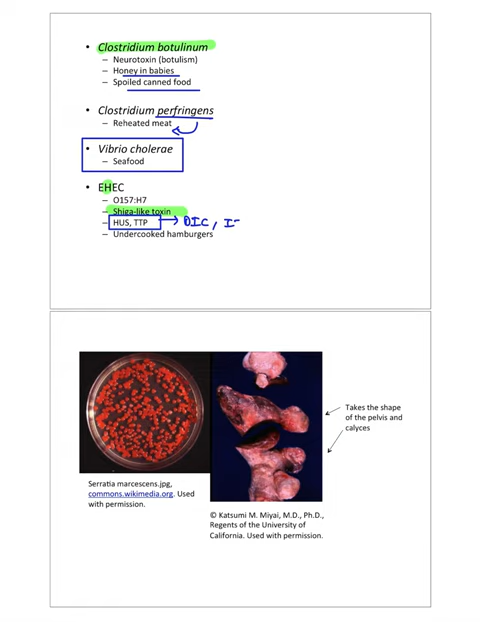 • Clostridium botulinum
– Neurotoxin (botulism)
– Honey in babies
– Spoiled canned food
• Clostridium perfringens
– Reheated meat
• Vibrio cholerae
– Seafood
• EHEC
– O157:H7
– Shiga-like toxin
– HUS, TTP → DIC, I
– Undercooked hamburgers
Takes the shape
of the pelvis and
calyces
Serratia marcescens.jpg,
commons.wikimedia.org. Used
with permission.
© Katsumi M. Miyai, M.D., Ph.D.,
Regents of the University of
California. Used with permission.